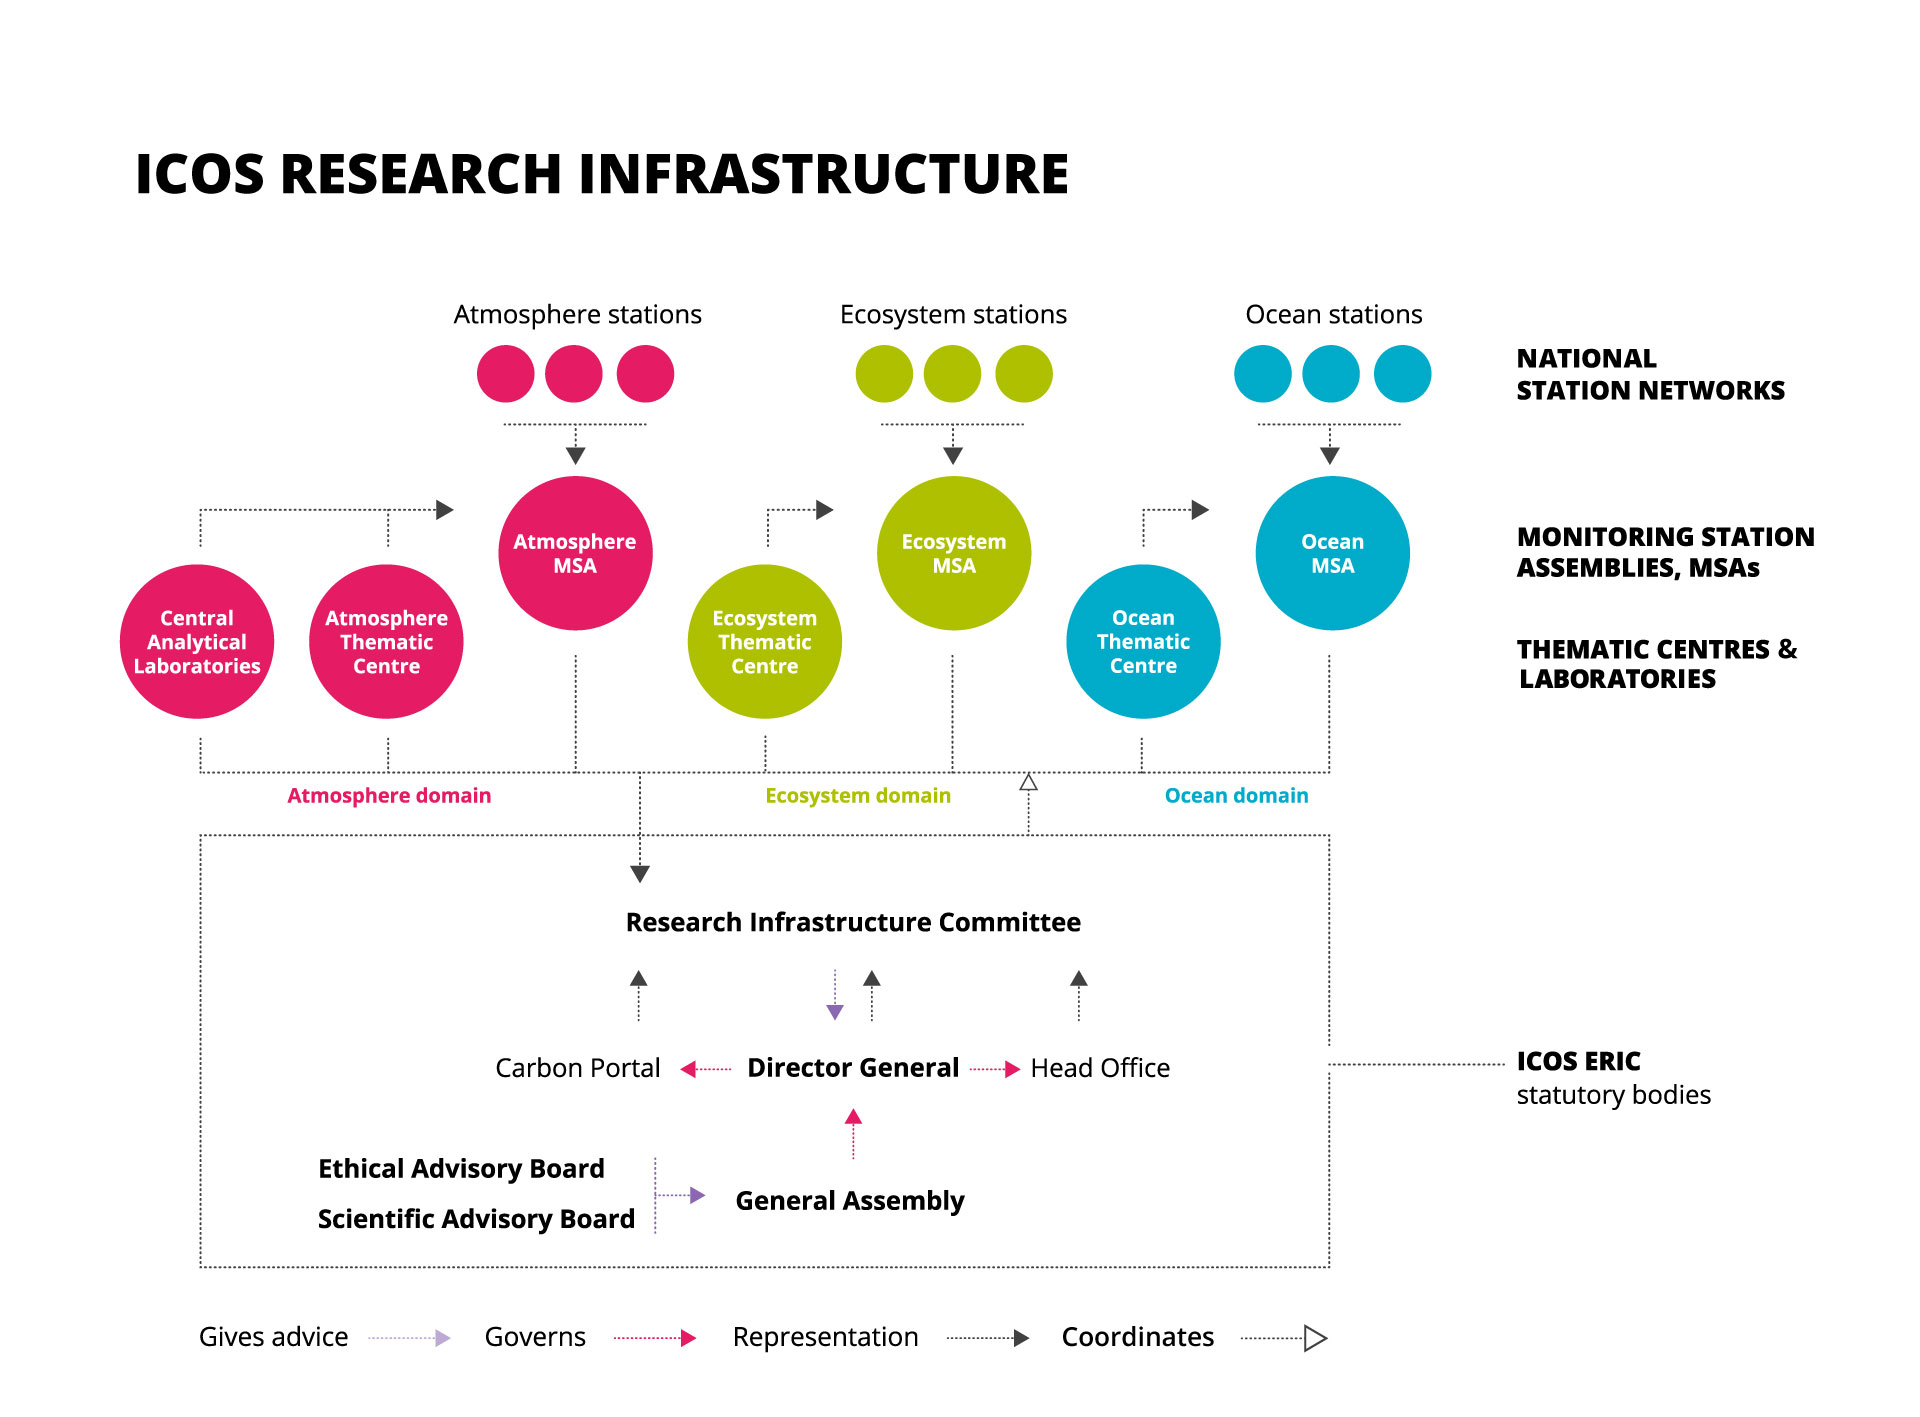 ICOS RESEARCH INFRASTRUCTURE
Atmosphere stations
Ecosystem stations
Ocean stations
NATIONAL
STATION NETWORKS
Atmosphere
MSA
Ecosystem
MSA
Ocean
MSA
MONITORING STATION
ASSEMBLIES, MSAs
Central
Analytical
Laboratories
Atmosphere
Thematic
Centre
Ecosystem
Thematic
Centre
Ocean
Thematic
Centre
THEMATIC CENTRES &
LABORATORIES
Atmosphere domain
Ecosystem domain
Ocean domain
Research Infrastructure Committee
Carbon Portal
Director General
Head Office
ICOS ERIC
statutory bodies
Ethical Advisory Board
Scientific Advisory Board
General Assembly
Gives advice
Governs
Representation
Coordinates